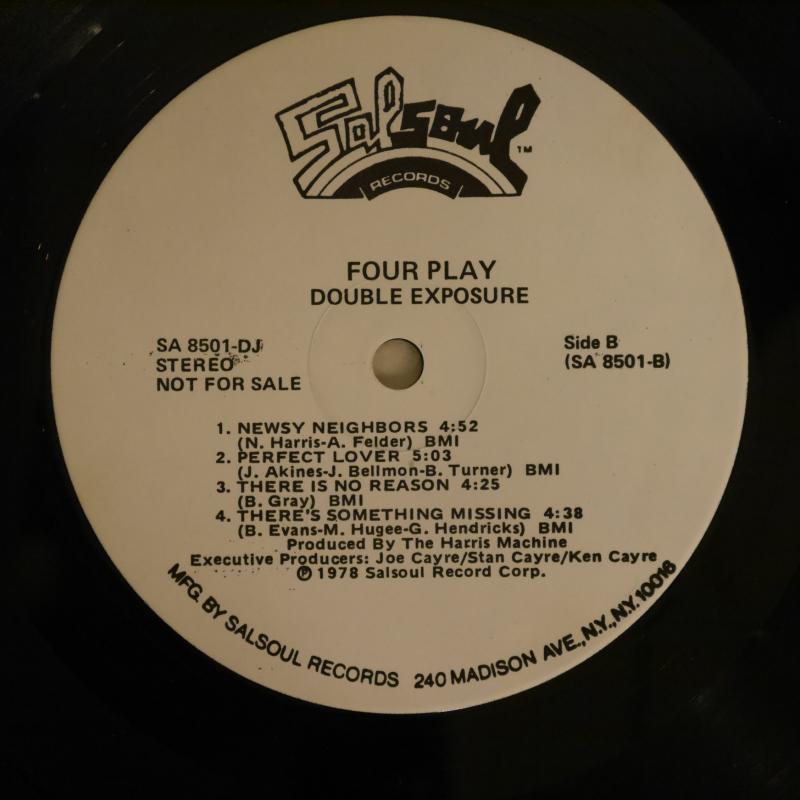 Salsoul TM
RECORDS
FOUR PLAY
DOUBLE EXPOSURE
SA 8501-DJ
STEREO
NOT FOR SALE
Side B
(SA 8501-B)
1. NEWSY NEIGHBORS 4:52
(N. Harris-A. Felder) BMI
2. PERFECT LOVER 5:03
(J. Akines-J. Bellmon-B. Turner) BMI
3. THERE IS NO REASON 4:25
(B. Gray) BMI
4. THERE'S SOMETHING MISSING 4:38
(B. Evans-M. Hugee-G. Hendricks) BMI
Produced By The Harris Machine
Executive Producers: Joe Cayre/Stan Cayre/Ken Cayre
℗ 1978 Salsoul Record Corp.
MFG. BY SALSOUL RECORDS 240 MADISON AVE., N.Y., N.Y. 10016